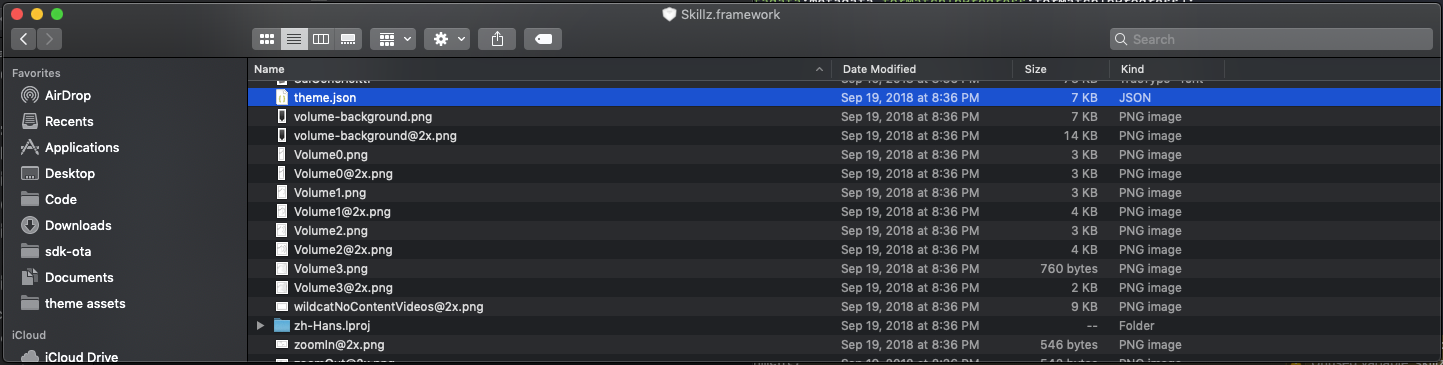 Skillz.framework
Search
Favorites
AirDrop
Recents
Applications
Desktop
Code
Downloads
sdk-ota
Documents
theme assets
iCloud
iCloud Drive
Name Date Modified Size Kind
theme.json Sep 19, 2018 at 8:36 PM 7 KB JSON
volume-background.png Sep 19, 2018 at 8:36 PM 7 KB PNG image
volume-background@2x.png Sep 19, 2018 at 8:36 PM 14 KB PNG image
Volume0.png Sep 19, 2018 at 8:36 PM 3 KB PNG image
Volume0@2x.png Sep 19, 2018 at 8:36 PM 3 KB PNG image
Volume1.png Sep 19, 2018 at 8:36 PM 3 KB PNG image
Volume1@2x.png Sep 19, 2018 at 8:36 PM 4 KB PNG image
Volume2.png Sep 19, 2018 at 8:36 PM 3 KB PNG image
Volume2@2x.png Sep 19, 2018 at 8:36 PM 4 KB PNG image
Volume3.png Sep 19, 2018 at 8:36 PM 760 bytes PNG image
Volume3@2x.png Sep 19, 2018 at 8:36 PM 2 KB PNG image
wildcatNoContentVideos@2x.png Sep 19, 2018 at 8:36 PM 9 KB PNG image
zh-Hans.lproj Sep 19, 2018 at 8:36 PM -- Folder
zoomIn@2x.png Sep 19, 2018 at 8:36 PM 546 bytes PNG image